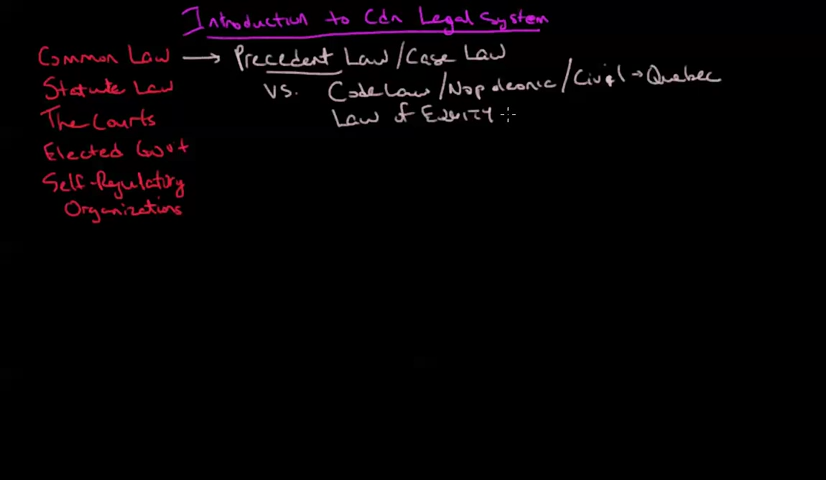 Introduction to Cdn Legal System
Common Law → Precedent Law/Case Law
Statute Law vs. Code Law/Napoleonic/Civil → Quebec
The Courts Law of Equity
Elected Gov't
Self-Regulatory
Organizations